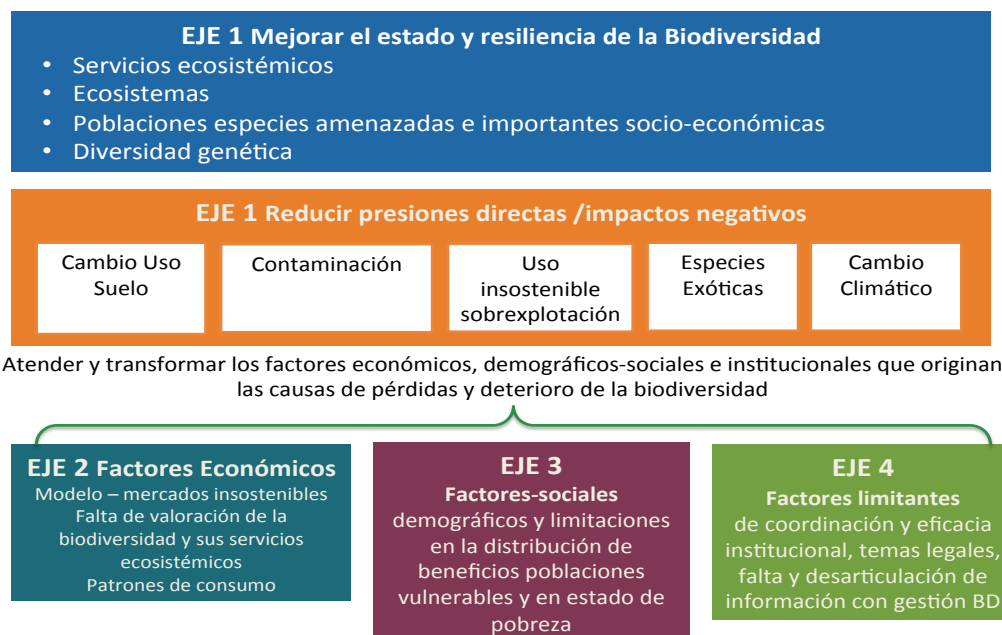 EJE 1 Mejorar el estado y resiliencia de la Biodiversidad
• Servicios ecosistémicos
• Ecosistemas
• Poblaciones especies amenazadas e importantes socio-económicas
• Diversidad genética
EJE 1 Reducir presiones directas /impactos negativos
Cambio Uso
Suelo
Contaminación
Uso
insostenible
sobrexplotación
Especies
Exóticas
Cambio
Climático
Atender y transformar los factores económicos, demográficos-sociales e institucionales que originan
las causas de pérdidas y deterioro de la biodiversidad
EJE 2 Factores Económicos
Modelo – mercados insostenibles
Falta de valoración de la
biodiversidad y sus servicios
ecosistémicos
Patrones de consumo
EJE 3
Factores-sociales
demográficos y limitaciones
en la distribución de
beneficios poblaciones
vulnerables y en estado de
pobreza
EJE 4
Factores limitantes
de coordinación y eficacia
institucional, temas legales,
falta y desarticulación de
información con gestión BD